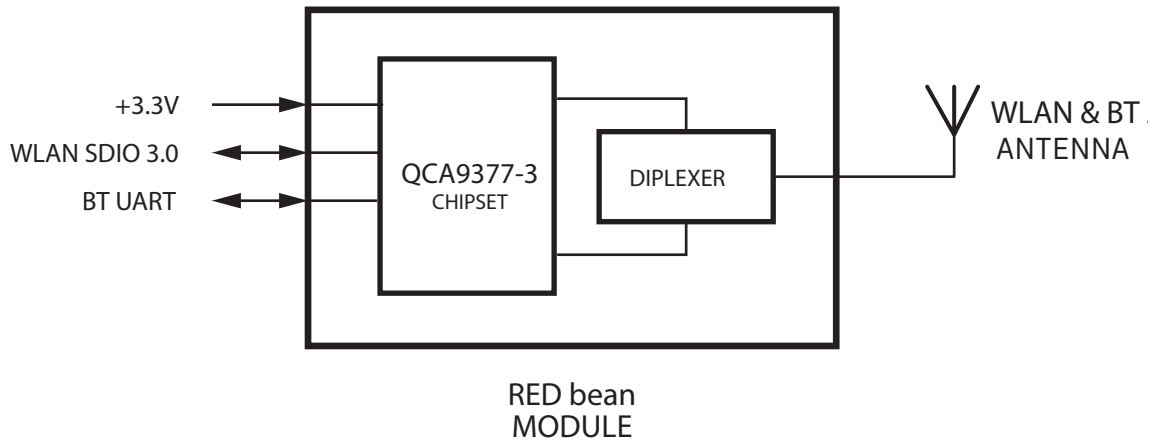 +3.3V
WLAN SDIO 3.0
BT UART
QCA9377-3
CHIPSET
DIPLEXER
WLAN & BT
ANTENNA
RED bean
MODULE